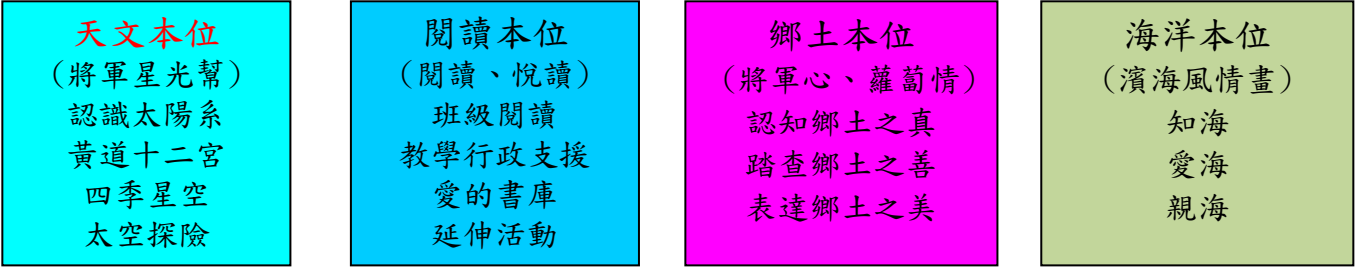 天文本位
（將軍星光幫）
認識太陽系
黃道十二宮
四季星空
太空探險
閱讀本位
（閱讀、悅讀）
班級閱讀
教學行政支援
愛的書庫
延伸活動
鄉土本位
（將軍心、蘿蔔情）
認知鄉土之真
踏查鄉土之善
表達鄉土之美
海洋本位
（濱海風情畫）
知海
愛海
親海